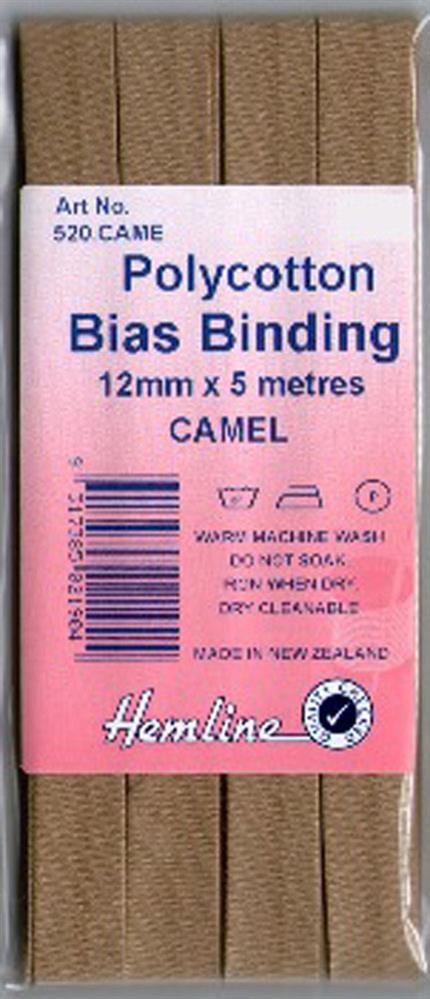 Art No.
520 CAME
Polycotton
Bias Binding
12mm x 5 metres
CAMEL
WARM MACHINE WASH
DO NOT SOAK
IRON WHEN DRY
DRY CLEANABLE
MADE IN NEW ZEALAND
Hemline
QUALITY